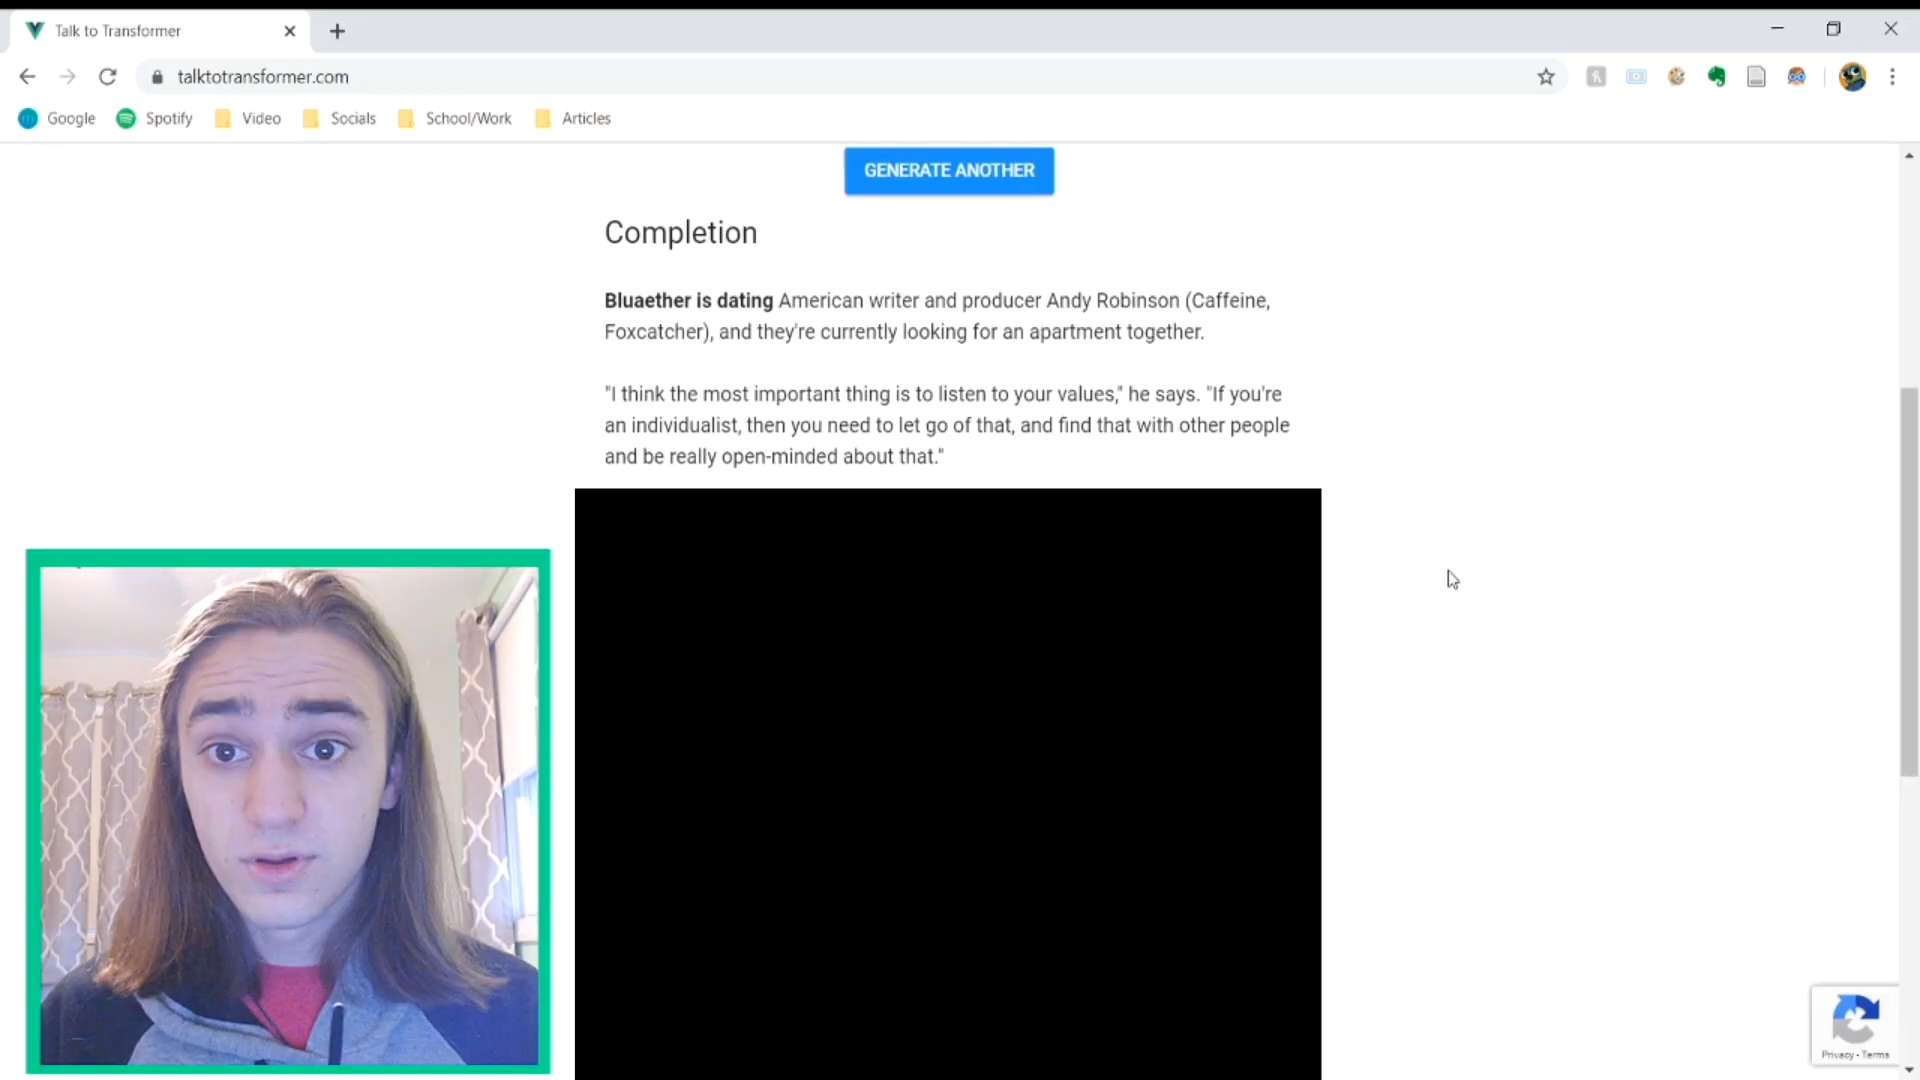 Talk to Transformer
talktotransformer.com
Google Spotify Video Socials School/Work Articles
GENERATE ANOTHER
Completion
Bluaether is dating American writer and producer Andy Robinson (Caffeine,
Foxcatcher), and they're currently looking for an apartment together.
"I think the most important thing is to listen to your values," he says. "If you're
an individualist, then you need to let go of that, and find that with other people
and be really open-minded about that."
Privacy - Terms